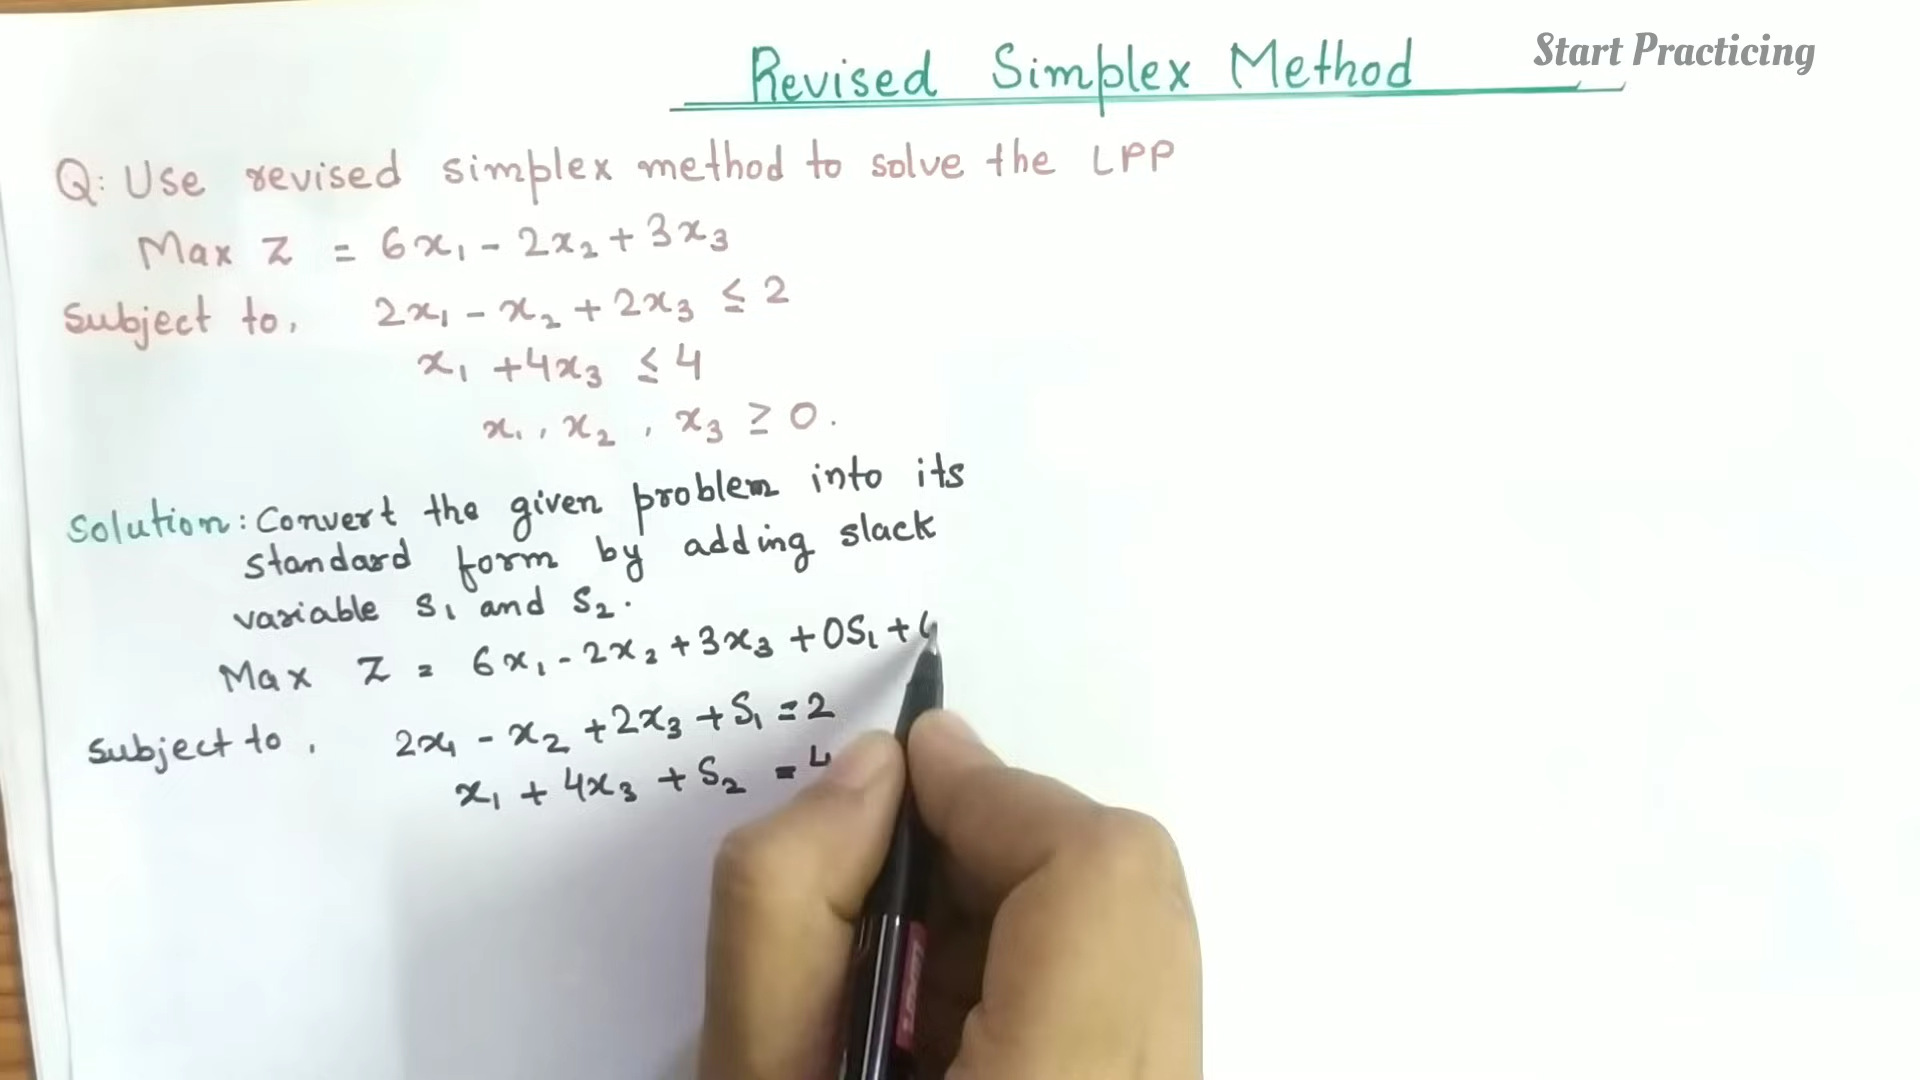 Start Practicing
Revised Simplex Method
Q: Use revised simplex method to solve the LPP
Max Z = 6x₁ - 2x₂ + 3x₃
Subject to, 2x₁ - x₂ + 2x₃ ≤ 2
x₁ + 4x₃ ≤ 4
x₁, x₂, x₃ ≥ 0.
Solution: Convert the given problem into its
standard form by adding slack
variable S₁ and S₂.
Max Z = 6x₁ - 2x₂ + 3x₃ + 0S₁ +
Subject to, 2x₁ - x₂ + 2x₃ + S₁ = 2
x₁ + 4x₃ + S₂ = 4